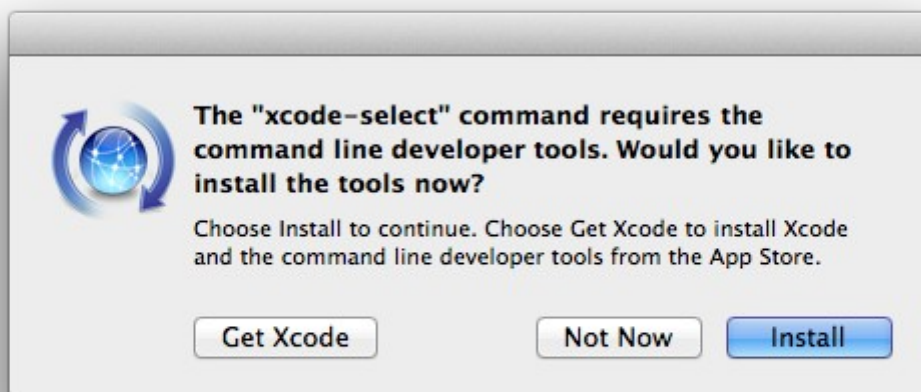 The "xcode-select" command requires the
command line developer tools. Would you like to
install the tools now?
Choose Install to continue. Choose Get Xcode to install Xcode
and the command line developer tools from the App Store.
Get Xcode Not Now Install